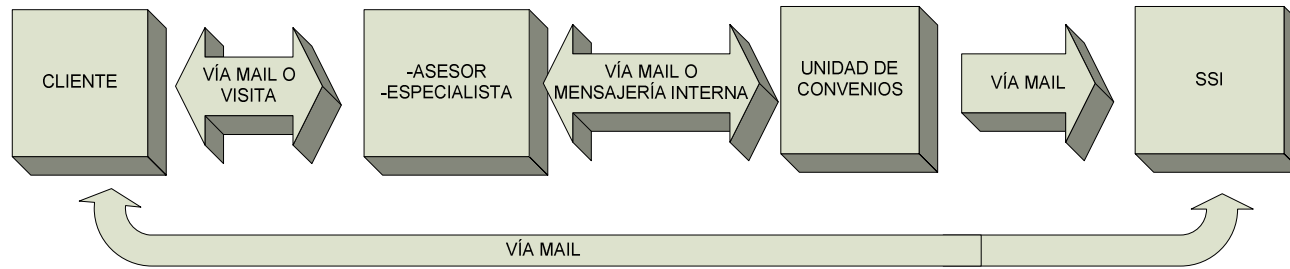 CLIENTE
VÍA MAIL O
VISITA
-ASESOR
-ESPECIALISTA
VÍA MAIL O
MENSAJERÍA INTERNA
UNIDAD DE
CONVENIOS
VÍA MAIL
SSI
VÍA MAIL